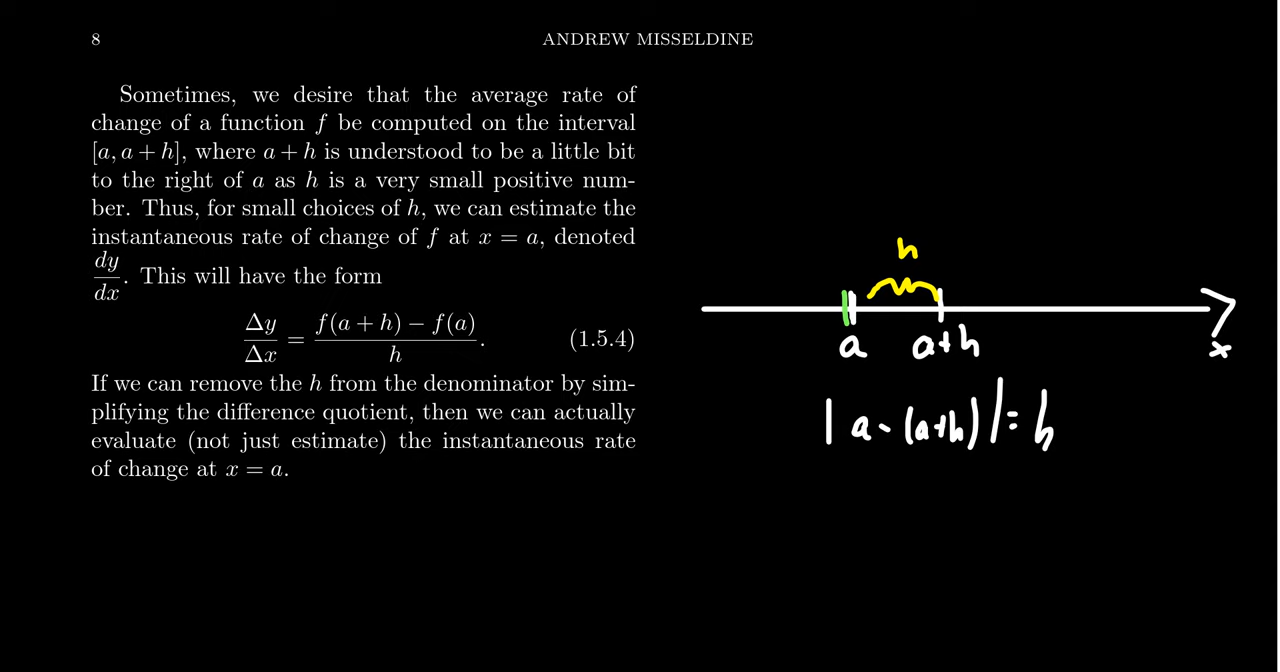 8
ANDREW MISSELDINE
Sometimes, we desire that the average rate of
change of a function f be computed on the interval
[a, a + h], where a + h is understood to be a little bit
to the right of a as h is a very small positive num-
ber. Thus, for small choices of h, we can estimate the
instantaneous rate of change of f at x = a, denoted
dy/dx. This will have the form
Δy/Δx = (f(a + h) − f(a))/h. (1.5.4)
If we can remove the h from the denominator by sim-
plifying the difference quotient, then we can actually
evaluate (not just estimate) the instantaneous rate
of change at x = a.
h
a a+h x
|a - (a+h)| = h